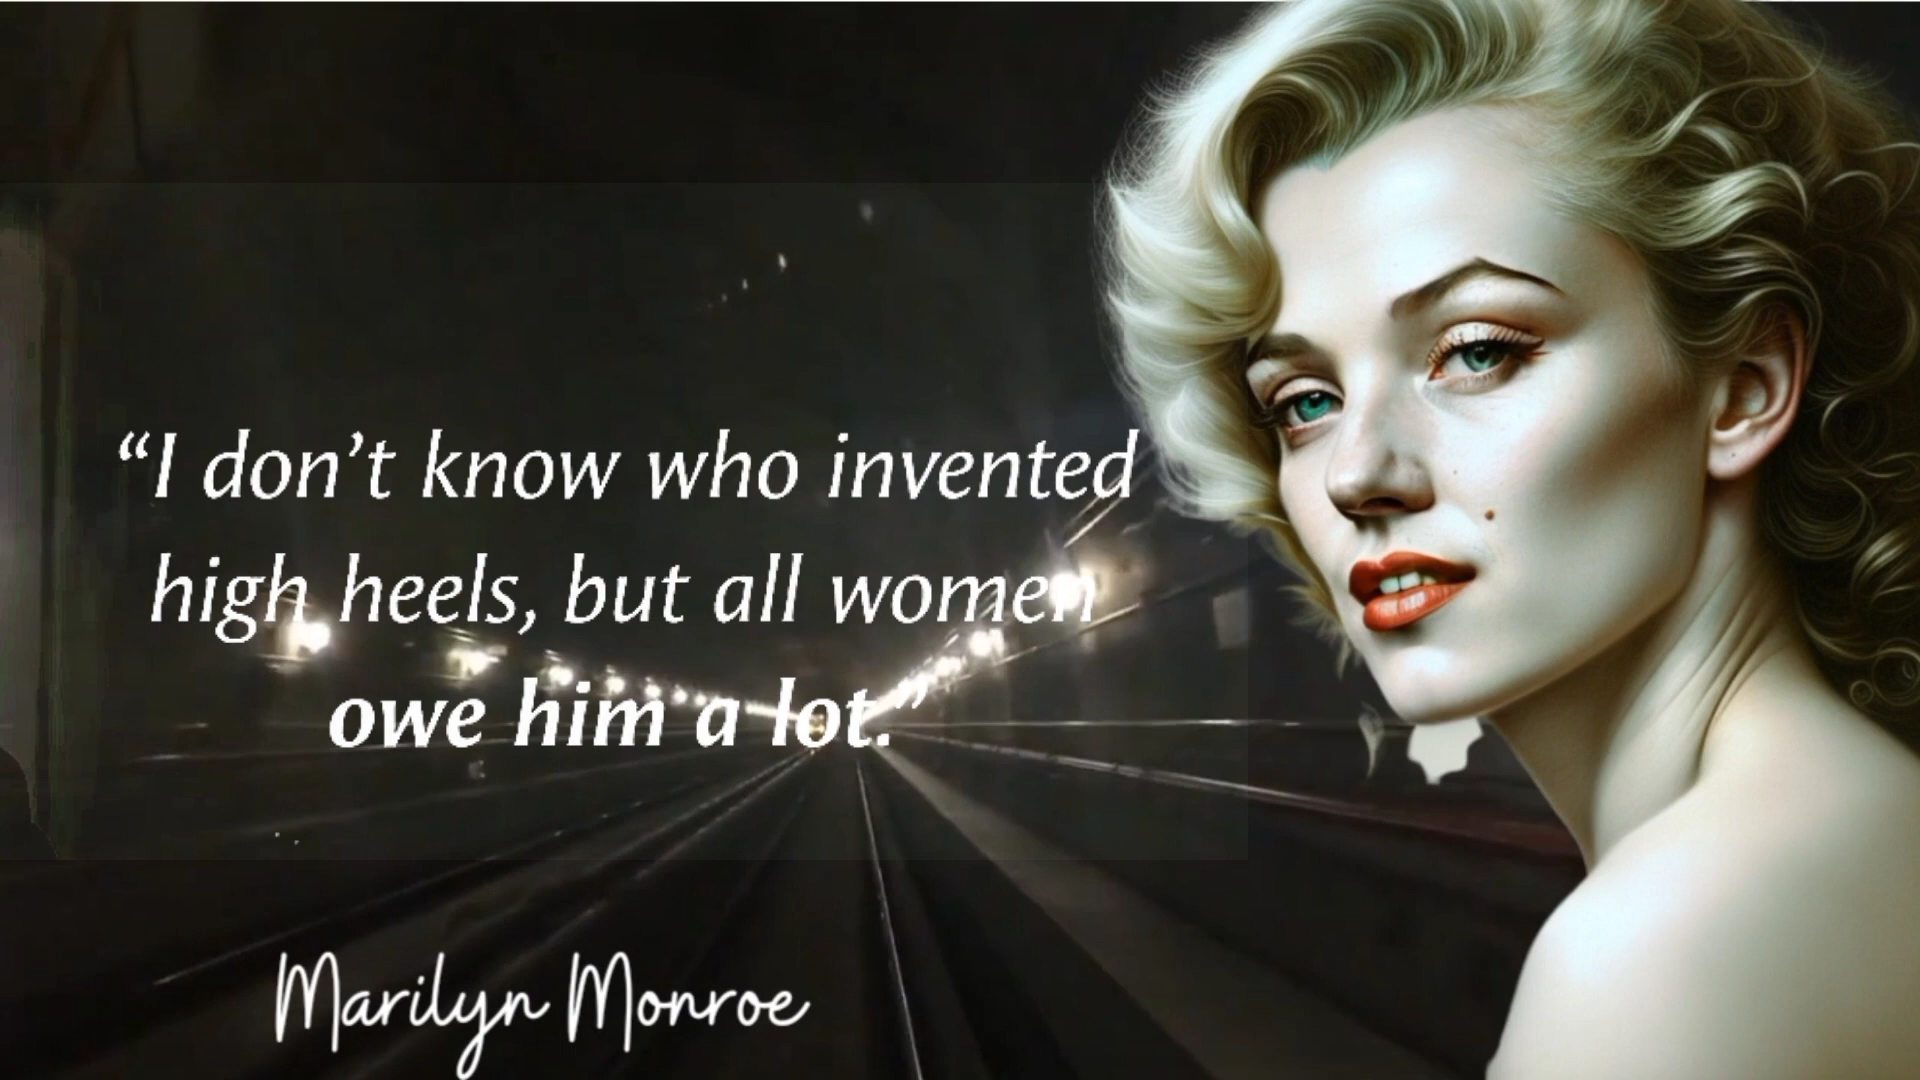 “I don’t know who invented
high heels, but all women
owe him a lot.”
Marilyn Monroe